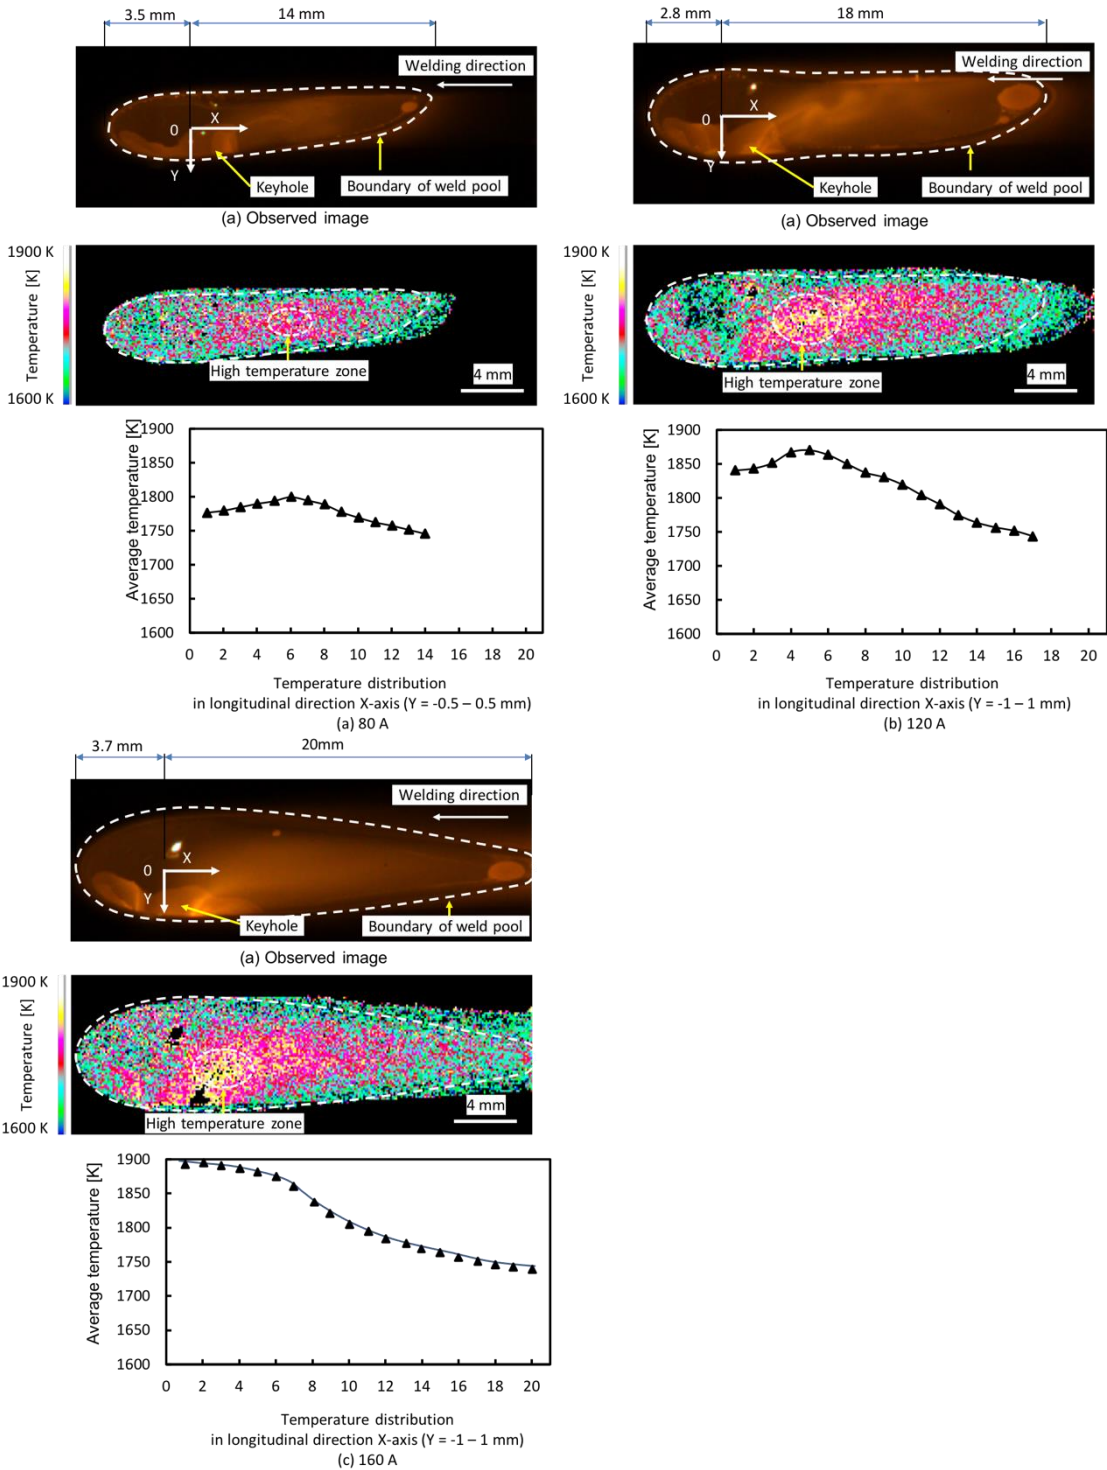 3.5 mm
14 mm
Welding direction
0
X
Y
Keyhole
Boundary of weld pool
(a) Observed image
1900 K
Temperature [K]
1600 K
High temperature zone
4 mm
Average temperature [K]
1900
1850
1800
1750
1700
1650
1600
0 2 4 6 8 10 12 14 16 18 20
Temperature distribution
in longitudinal direction X-axis (Y = -0.5 – 0.5 mm)
(a) 80 A
2.8 mm
18 mm
Welding direction
0
X
Y
Keyhole
Boundary of weld pool
(a) Observed image
1900 K
Temperature [K]
1600 K
High temperature zone
4 mm
Average temperature [K]
1900
1850
1800
1750
1700
1650
1600
0 2 4 6 8 10 12 14 16 18 20
Temperature distribution
in longitudinal direction X-axis (Y = -1 – 1 mm)
(b) 120 A
3.7 mm
20mm
Welding direction
0
X
Y
Keyhole
Boundary of weld pool
(a) Observed image
1900 K
Temperature [K]
1600 K
High temperature zone
4 mm
Average temperature [K]
1900
1850
1800
1750
1700
1650
1600
0 2 4 6 8 10 12 14 16 18 20
Temperature distribution
in longitudinal direction X-axis (Y = -1 – 1 mm)
(c) 160 A